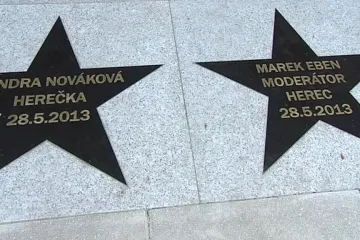 NDRA NOVÁKOVÁ
HEREČKA
28.5.2013
MAREK EBEN
MODERÁTOR
HEREC
28.5.2013